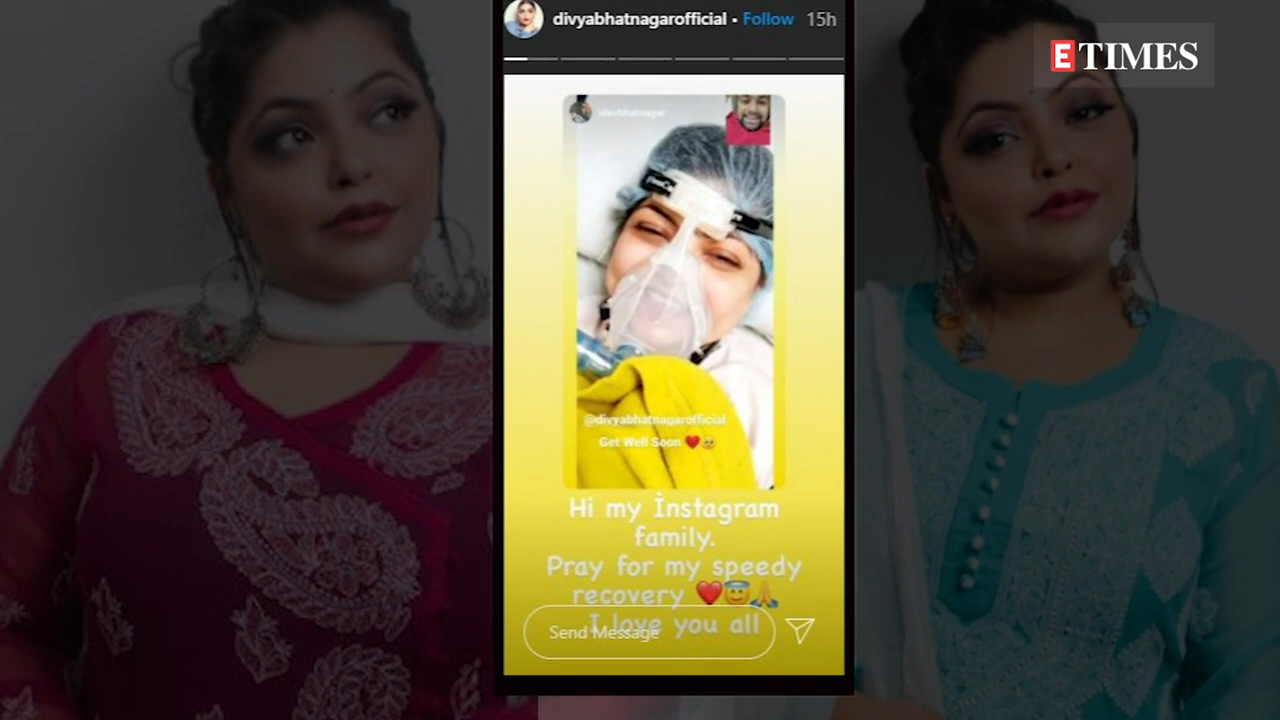 divyabhatnagarofficial • Follow 15h
ETIMES
@divyabhatnagarofficial
Get Well Soon ❤️🥹
Hi my Instagram
family.
Pray for my speedy
recovery ❤️😇🙏
I love you all
Send Message